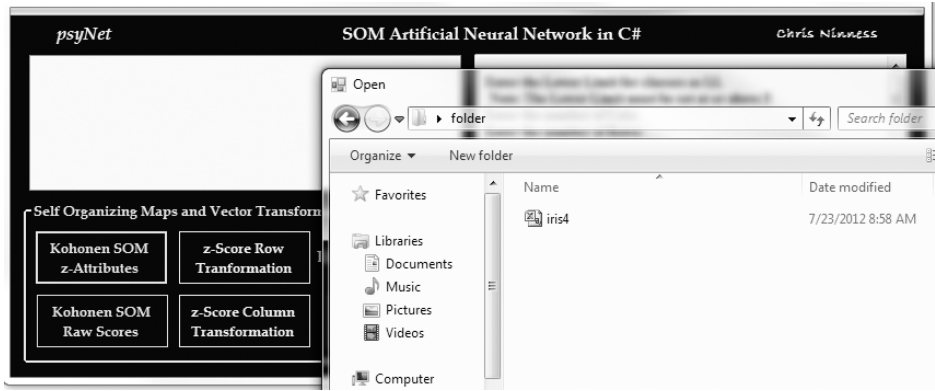 psyNet SOM Artificial Neural Network in C# Chris Ninness
Open
folder
Search folder
Organize New folder
Favorites
Libraries
Documents
Music
Pictures
Videos
Computer
Name Date modified
iris4 7/23/2012 8:58 AM
Self Organizing Maps and Vector Transform
Kohonen SOM
z-Attributes
z-Score Row
Tranformation
Kohonen SOM
Raw Scores
z-Score Column
Transformation